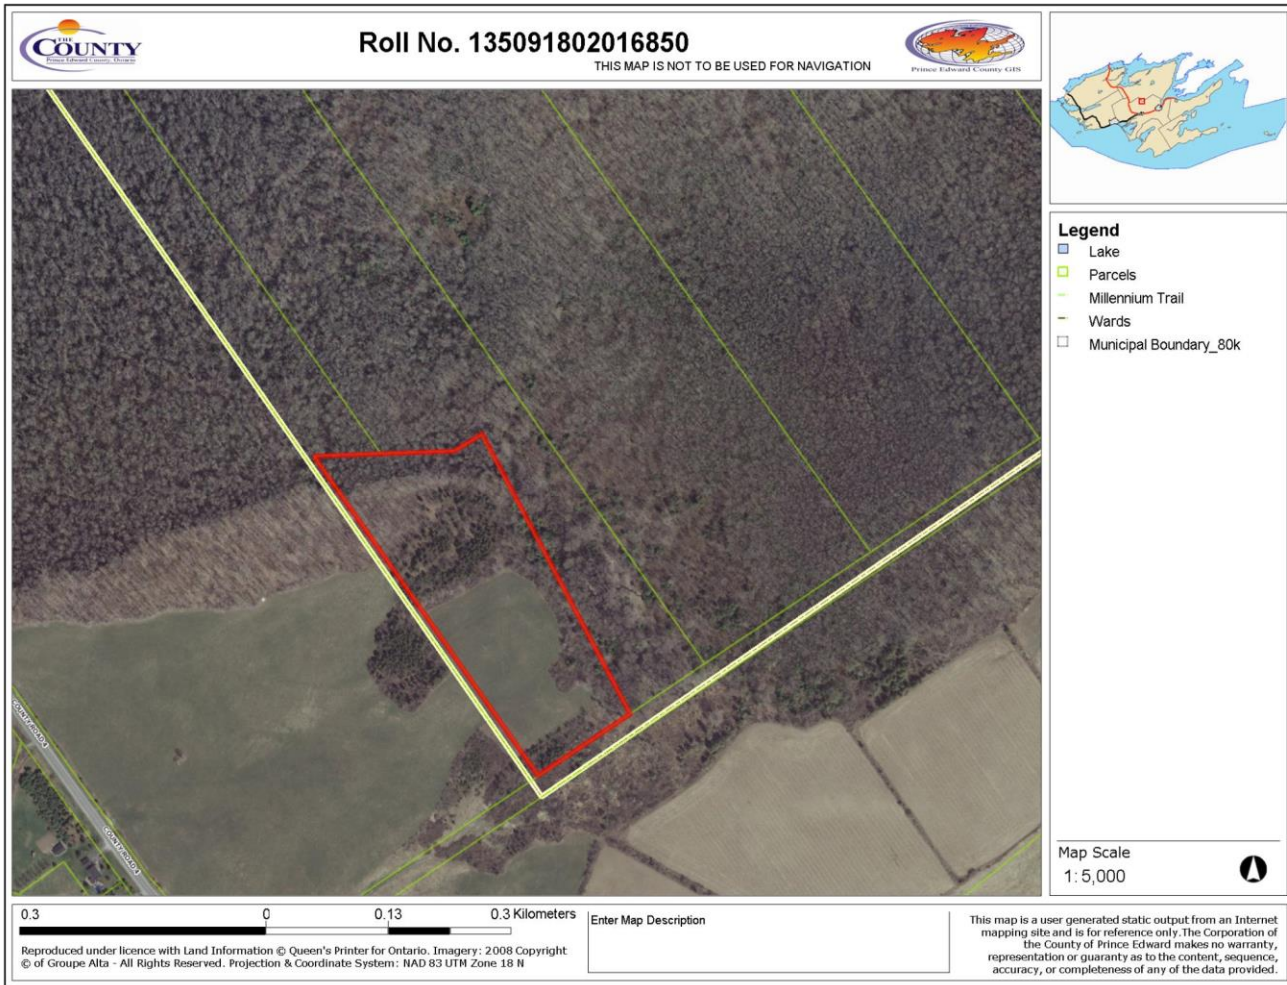 THE
COUNTY
Prince Edward County, Ontario
Roll No. 135091802016850
THIS MAP IS NOT TO BE USED FOR NAVIGATION
Prince Edward County GIS
Legend
Lake
Parcels
Millennium Trail
Wards
Municipal Boundary_80k
COUNTY ROAD 4
COUNTY ROAD 4
Map Scale
1: 5,000
0.3 0 0.13 0.3 Kilometers
Reproduced under licence with Land Information © Queen's Printer for Ontario. Imagery: 2008 Copyright
© of Groupe Alta - All Rights Reserved. Projection & Coordinate System: NAD 83 UTM Zone 18 N
Enter Map Description
This map is a user generated static output from an Internet
mapping site and is for reference only.The Corporation of
the County of Prince Edward makes no warranty,
representation or guaranty as to the content, sequence,
accuracy, or completeness of any of the data provided.